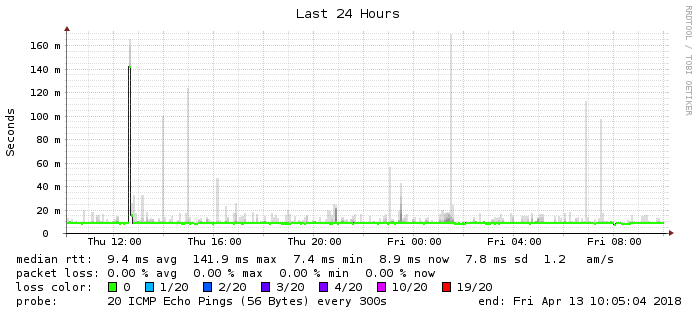 Last 24 Hours
RRDTOOL / TOBI OETIKER
Seconds
160 m
140 m
120 m
100 m
80 m
60 m
40 m
20 m
0
Thu 12:00 Thu 16:00 Thu 20:00 Fri 00:00 Fri 04:00 Fri 08:00
median rtt: 9.4 ms avg 141.9 ms max 7.4 ms min 8.9 ms now 7.8 ms sd 1.2 am/s
packet loss: 0.00 % avg 0.00 % max 0.00 % min 0.00 % now
loss color: 0 1/20 2/20 3/20 4/20 10/20 19/20
probe: 20 ICMP Echo Pings (56 Bytes) every 300s end: Fri Apr 13 10:05:04 2018